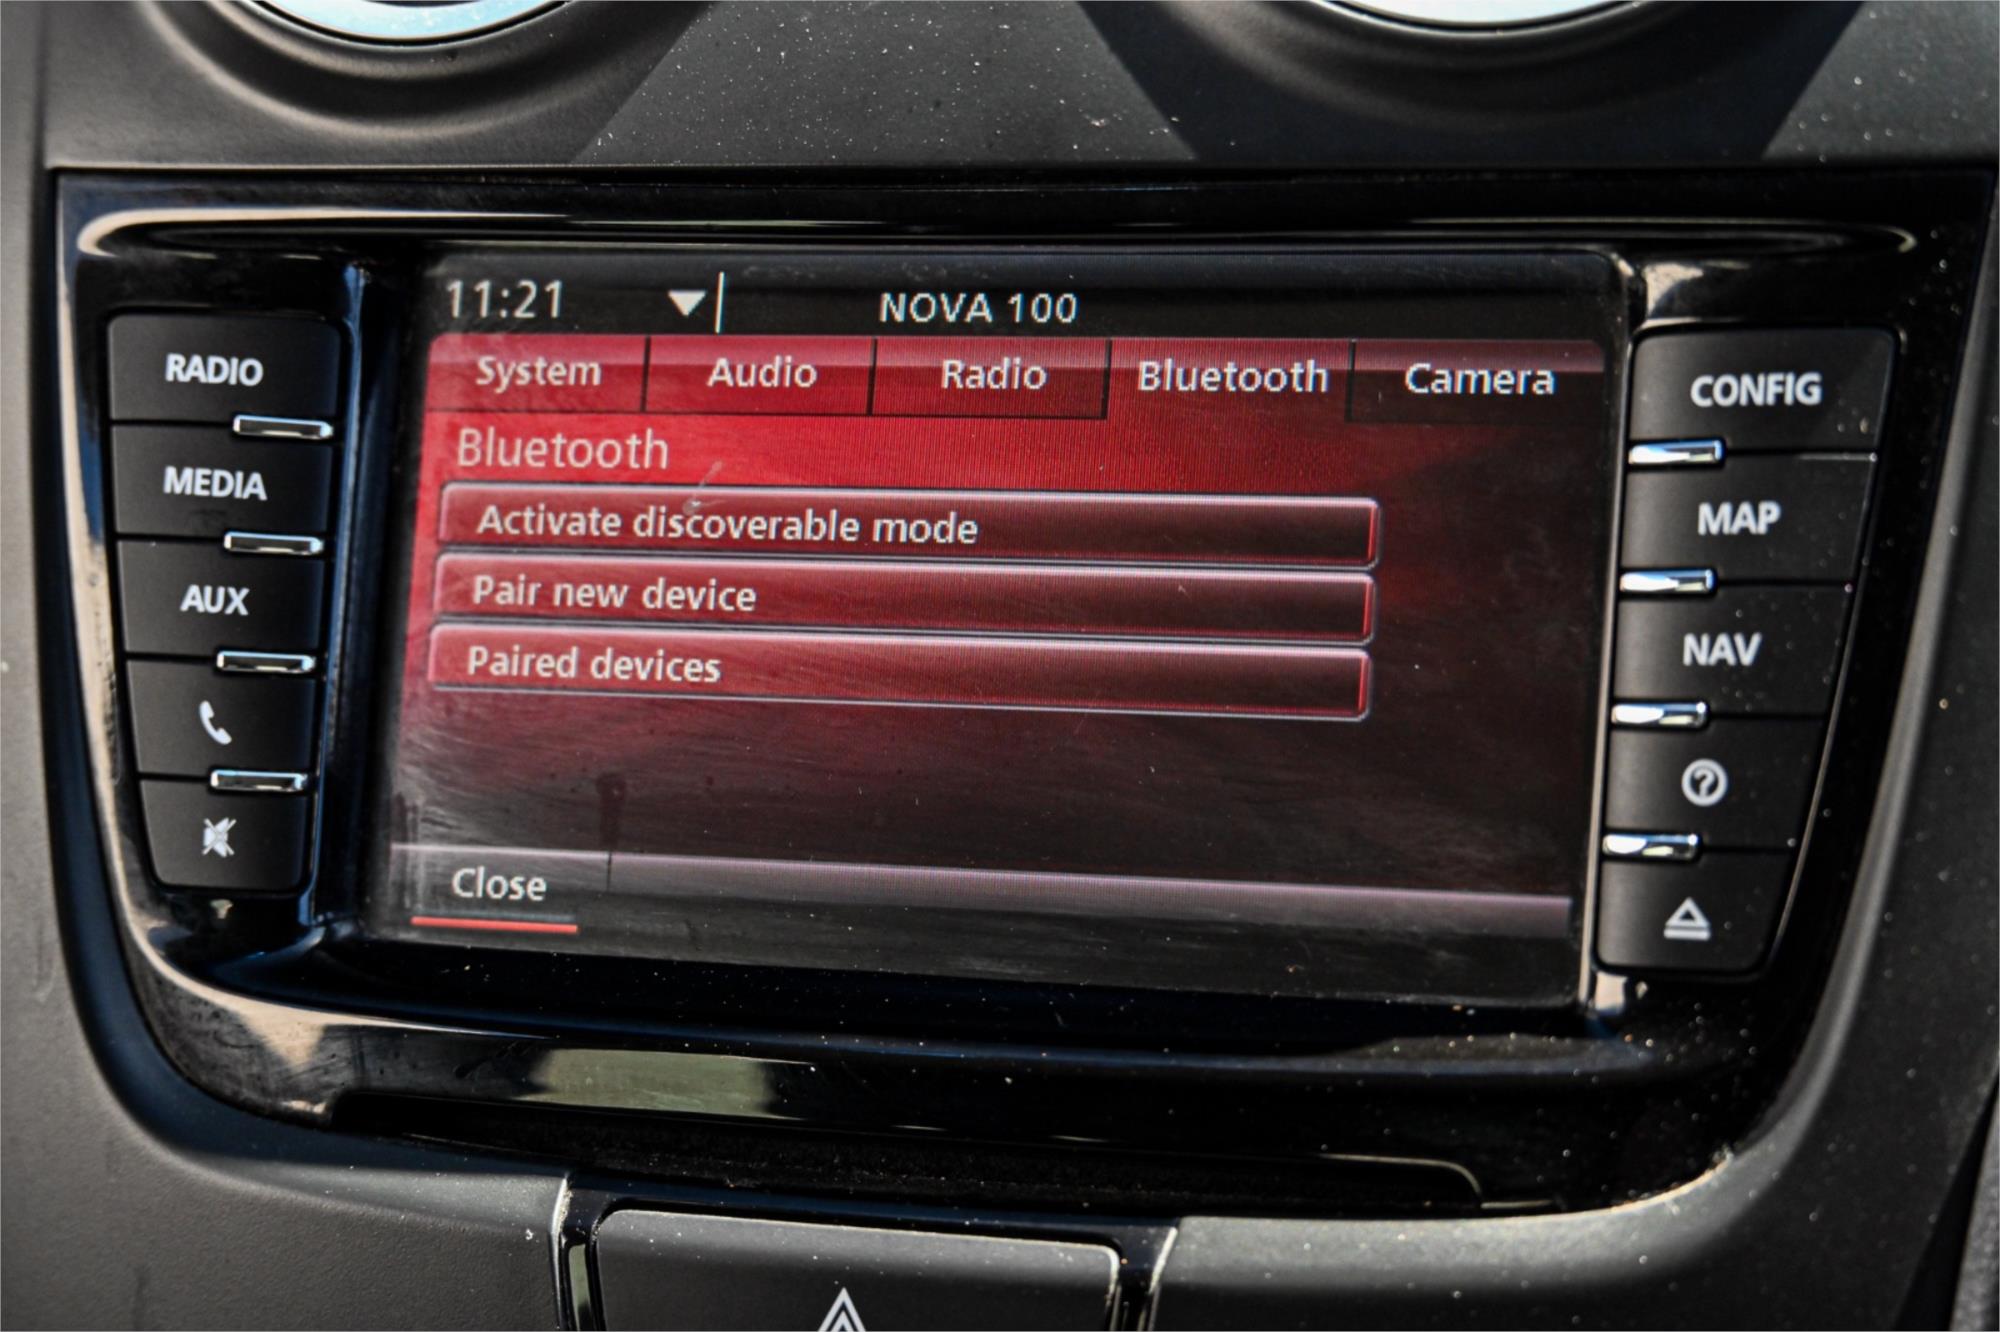 11:21 NOVA 100
System Audio Radio Bluetooth Camera
Bluetooth
Activate discoverable mode
Pair new device
Paired devices
Close
RADIO
MEDIA
AUX
CONFIG
MAP
NAV
?